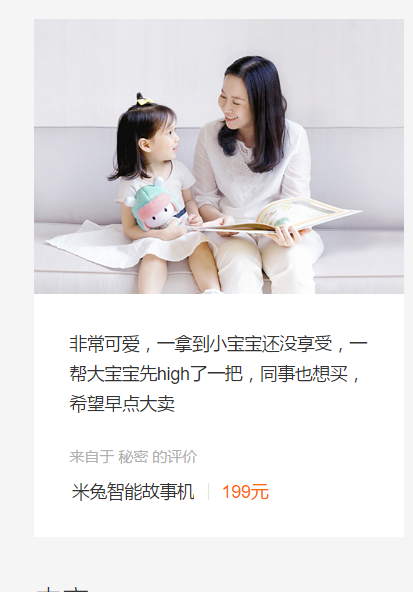 非常可爱，一拿到小宝宝还没享受，一
帮大宝宝先high了一把，同事也想买，
希望早点大卖
来自于 秘密 的评价
米兔智能故事机 | 199元